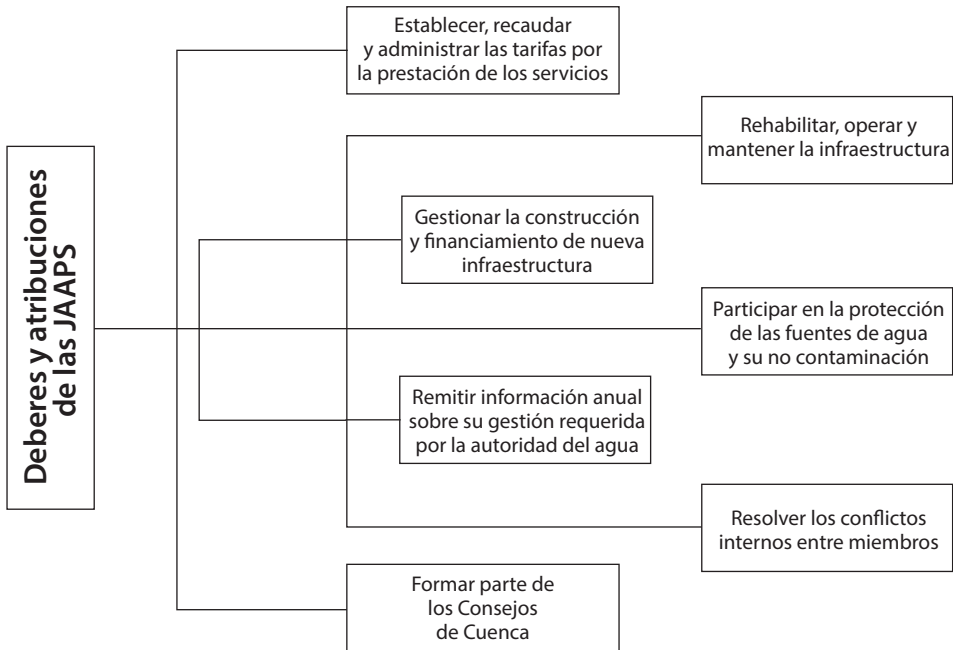 Deberes y atribuciones
de las JAAPS
Establecer, recaudar
y administrar las tarifas por
la prestación de los servicios
Rehabilitar, operar y
mantener la infraestructura
Gestionar la construcción
y financiamiento de nueva
infraestructura
Participar en la protección
de las fuentes de agua
y su no contaminación
Remitir información anual
sobre su gestión requerida
por la autoridad del agua
Resolver los conflictos
internos entre miembros
Formar parte de
los Consejos
de Cuenca